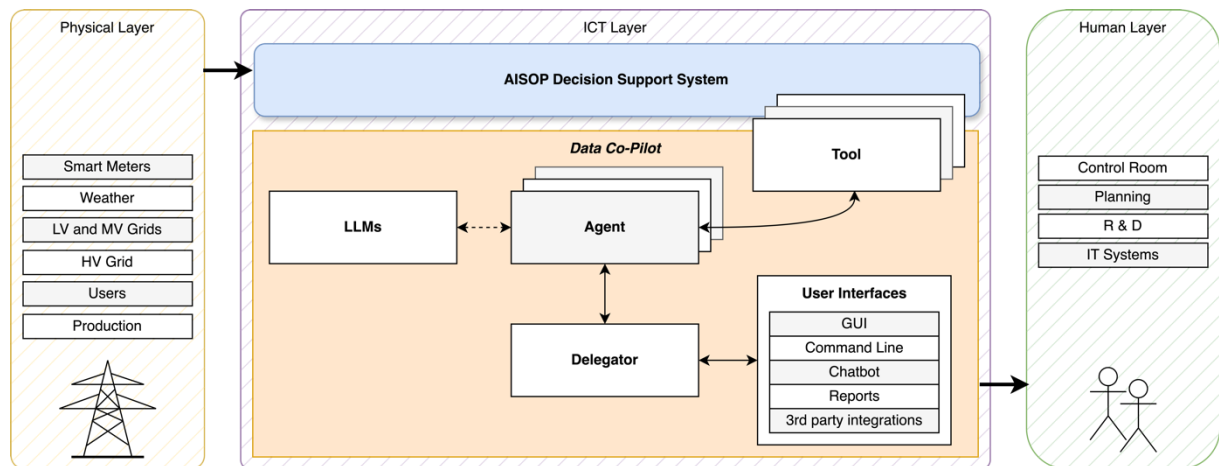 Physical Layer
Smart Meters
Weather
LV and MV Grids
HV Grid
Users
Production
ICT Layer
AISOP Decision Support System
Data Co-Pilot
Tool
LLMs
Agent
Delegator
User Interfaces
GUI
Command Line
Chatbot
Reports
3rd party integrations
Human Layer
Control Room
Planning
R & D
IT Systems